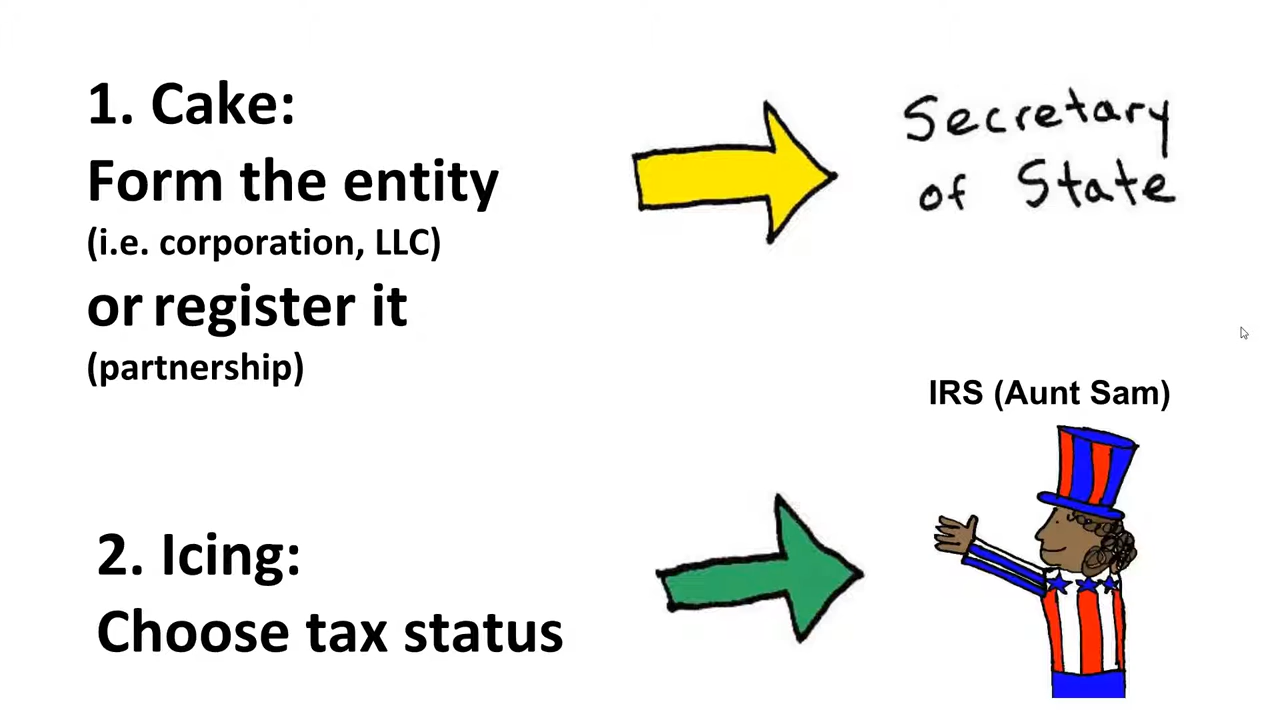 1. Cake:
Form the entity
(i.e. corporation, LLC)
or register it
(partnership)
Secretary
of State
IRS (Aunt Sam)
2. Icing:
Choose tax status